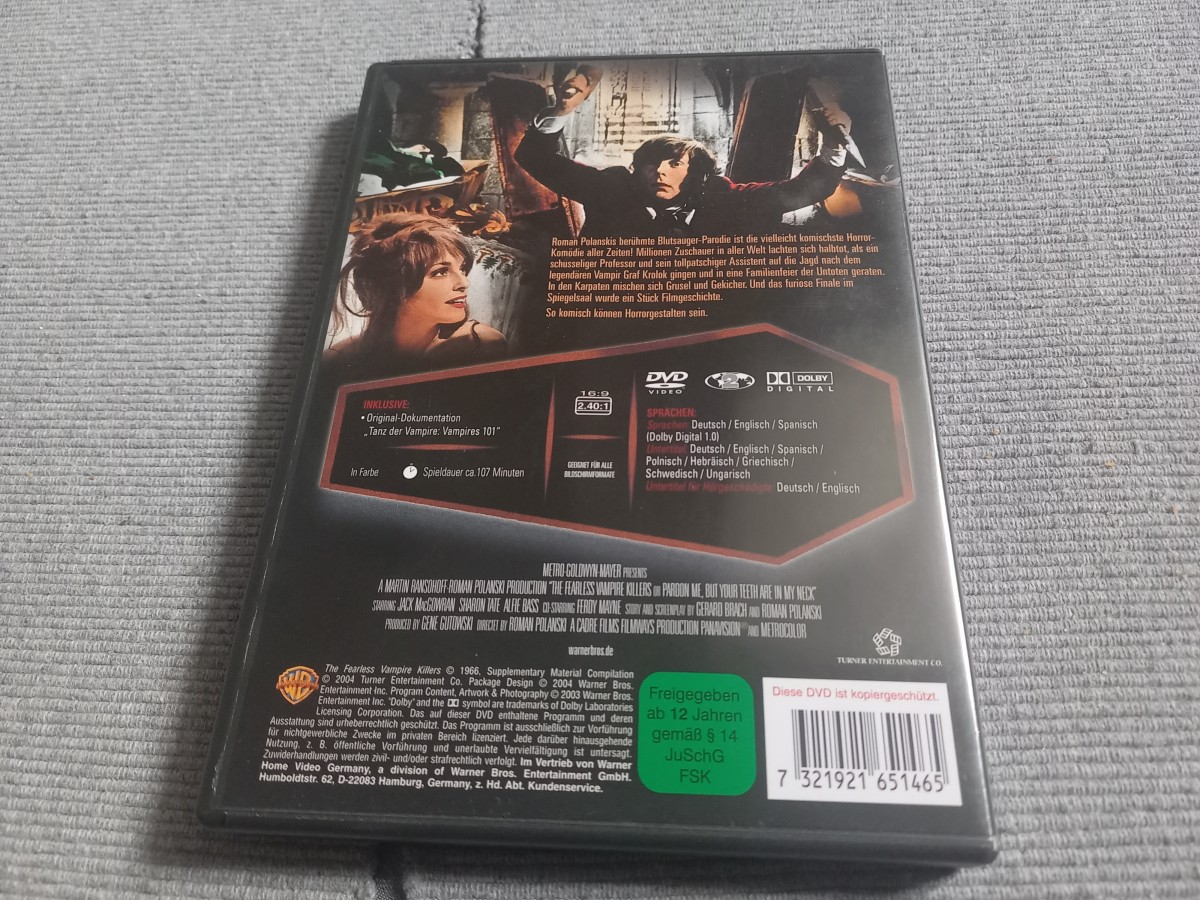 Roman Polanskis berühmte Blutsauger-Parodie ist die vielleicht komischste Horror-
Komödie aller Zeiten! Millionen Zuschauer in aller Welt lachten sich halbtot, als ein
schusseliger Professor und sein tollpatschiger Assistent auf die Jagd nach dem
legendären Vampir Graf Krolok gingen und in eine Familienfeier der Untoten geraten.
In den Karpaten mischen sich Grusel und Gekicher. Und das furiose Finale im
Spiegelsaal wurde ein Stück Filmgeschichte.
So komisch können Horrorgestalten sein.
INKLUSIVE:
• Original-Dokumentation
„Tanz der Vampire: Vampires 101"
In Farbe
Spieldauer ca.107 Minuten
16:9
2.40:1
GEEIGNET FÜR ALLE
BILDSCHIRMFORMATE
DVD
VIDEO
2
DOLBY
DIGITAL
SPRACHEN:
Sprachen: Deutsch / Englisch / Spanisch
(Dolby Digital 1.0)
Untertitel: Deutsch / Englisch / Spanisch /
Polnisch / Hebräisch / Griechisch /
Schwedisch / Ungarisch
Untertitel für Hörgeschädigte: Deutsch / Englisch
METRO-GOLDWYN-MAYER PRESENTS
A MARTIN RANSOHOFF-ROMAN POLANSKI PRODUCTION "THE FEARLESS VAMPIRE KILLERS OR PARDON ME, BUT YOUR TEETH ARE IN MY NECK"
STARRING JACK MacGOWRAN SHARON TATE ALFIE BASS CO-STARRING FERDY MAYNE STORY AND SCREENPLAY BY GERARD BRACH AND ROMAN POLANSKI
PRODUCED BY GENE GUTOWSKI DIRECTET BY ROMAN POLANSKI A CADRE FILMS FILMWAYS PRODUCTION PANAVISION® AND METROCOLOR
warnerbros.de
TURNER ENTERTAINMENT CO.
WB
The Fearless Vampire Killers © 1966. Supplementary Material Compilation
© 2004 Turner Entertainment Co. Package Design © 2004 Warner Bros.
Entertainment Inc. Program Content, Artwork & Photography © 2003 Warner Bros.
Entertainment Inc. "Dolby" and the symbol are trademarks of Dolby Laboratories
Licensing Corporation. Das auf dieser DVD enthaltene Programm und deren
Ausstattung sind urheberrechtlich geschützt. Das Programm ist ausschließlich zur Vorführung
für nichtgewerbliche Zwecke im privaten Bereich lizenziert. Jede darüber hinausgehende
Nutzung, z. B. öffentliche Vorführung und unerlaubte Vervielfältigung ist untersagt.
Zuwiderhandlungen werden zivil- und/oder strafrechtlich verfolgt. Im Vertrieb von Warner
Home Video Germany, a division of Warner Bros. Entertainment GmbH.
Humboldtstr. 62, D-22083 Hamburg, Germany, z. Hd. Abt. Kundenservice.
Freigegeben
ab 12 Jahren
gemäß § 14
JuSchG
FSK
Diese DVD ist kopiergeschützt.
7 321921 651465